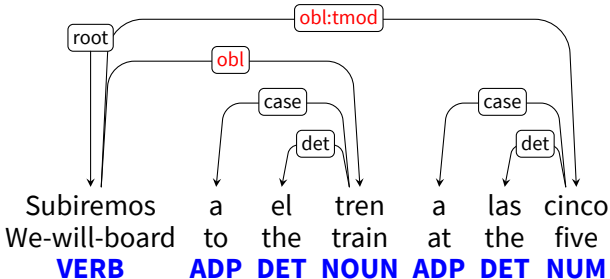 obl:tmod
root
obl
case case
det det
Subiremos a el tren a las cinco
We-will-board to the train at the five
VERB ADP DET NOUN ADP DET NUM